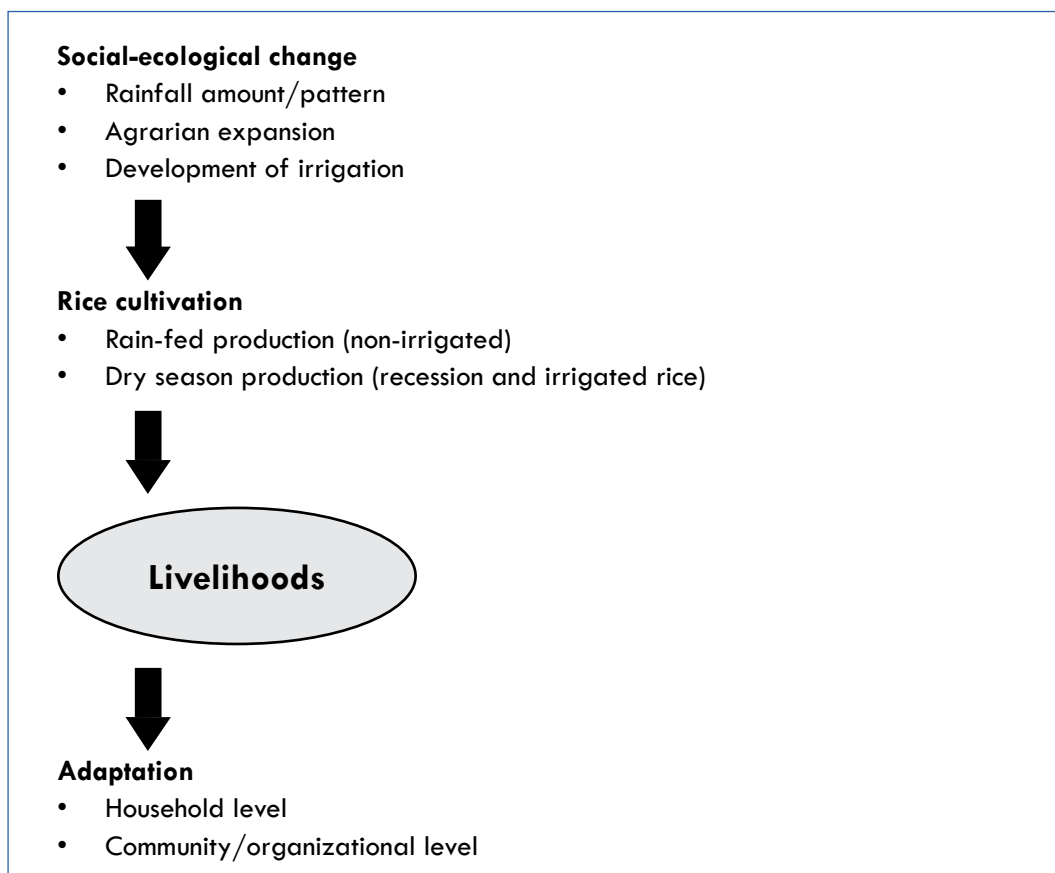 Social-ecological change
• Rainfall amount/pattern
• Agrarian expansion
• Development of irrigation
Rice cultivation
• Rain-fed production (non-irrigated)
• Dry season production (recession and irrigated rice)
Livelihoods
Adaptation
• Household level
• Community/organizational level